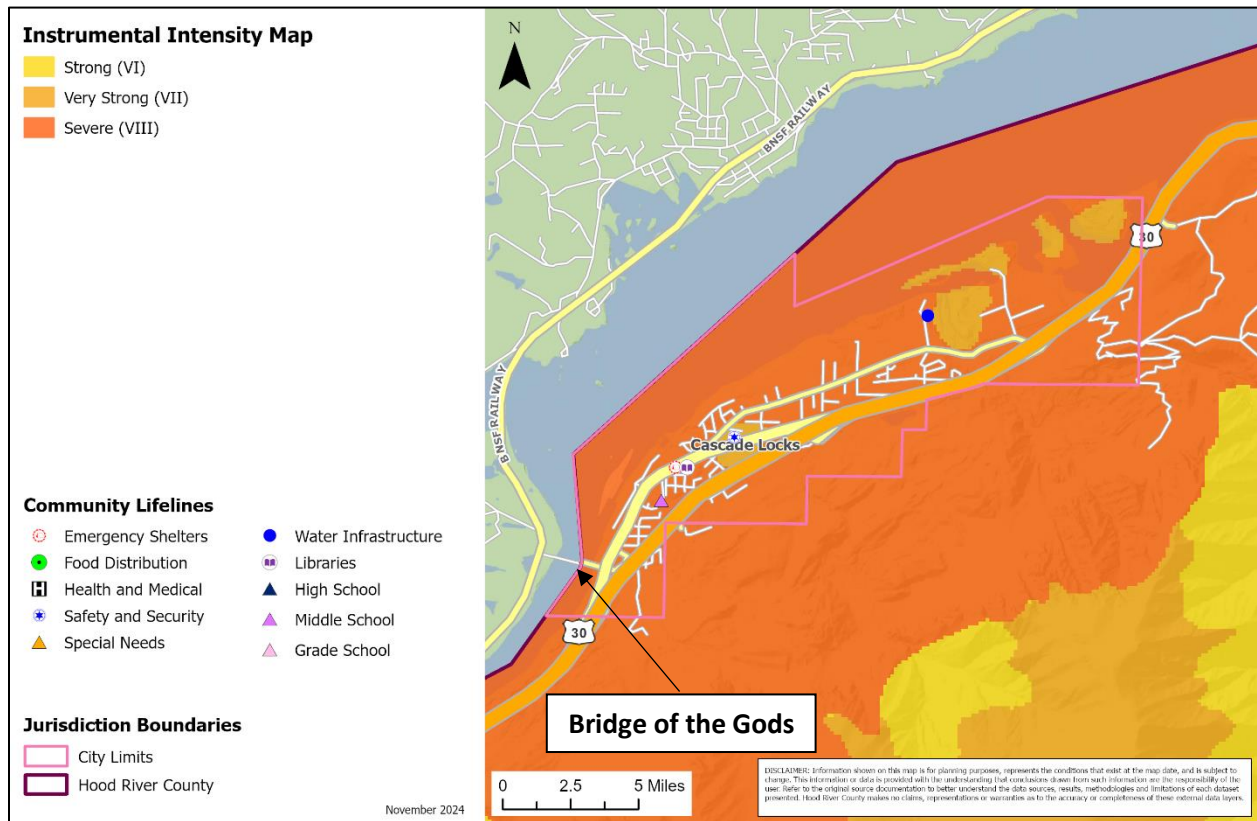 Instrumental Intensity Map
Strong (VI)
Very Strong (VII)
Severe (VIII)
Community Lifelines
Emergency Shelters
Food Distribution
H Health and Medical
Safety and Security
Special Needs
Water Infrastructure
Libraries
High School
Middle School
Grade School
Jurisdiction Boundaries
City Limits
Hood River County
November 2024
N
BNSF RAILWAY
BNSF RAILWAY
30
Cascade Locks
30
Bridge of the Gods
0 2.5 5 Miles
DISCLAIMER: Information shown on this map is for planning purposes, represents the conditions that exist at the map date, and is subject to
change. This information or data is provided with the understanding that conclusions drawn from such information are the responsibility of the
user. Refer to the original source documentation to better understand the data sources, results, methodologies and limitations of each dataset
presented. Hood River County makes no claims, representations or warranties as to the accuracy or completeness of these external data layers.